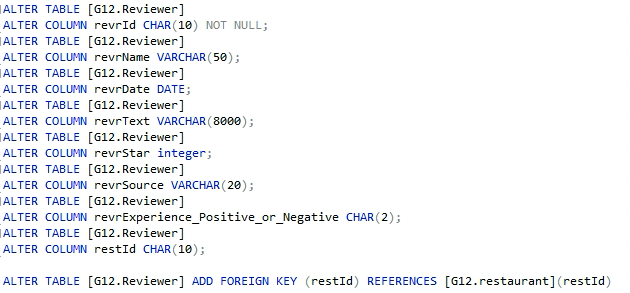 ALTER TABLE [G12.Reviewer]
ALTER COLUMN revrId CHAR(10) NOT NULL;
ALTER TABLE [G12.Reviewer]
ALTER COLUMN revrName VARCHAR(50);
ALTER TABLE [G12.Reviewer]
ALTER COLUMN revrDate DATE;
ALTER TABLE [G12.Reviewer]
ALTER COLUMN revrText VARCHAR(8000);
ALTER TABLE [G12.Reviewer]
ALTER COLUMN revrStar integer;
ALTER TABLE [G12.Reviewer]
ALTER COLUMN revrSource VARCHAR(20);
ALTER TABLE [G12.Reviewer]
ALTER COLUMN revrExperience_Positive_or_Negative CHAR(2);
ALTER TABLE [G12.Reviewer]
ALTER COLUMN restId CHAR(10);
ALTER TABLE [G12.Reviewer] ADD FOREIGN KEY (restId) REFERENCES [G12.restaurant](restId)